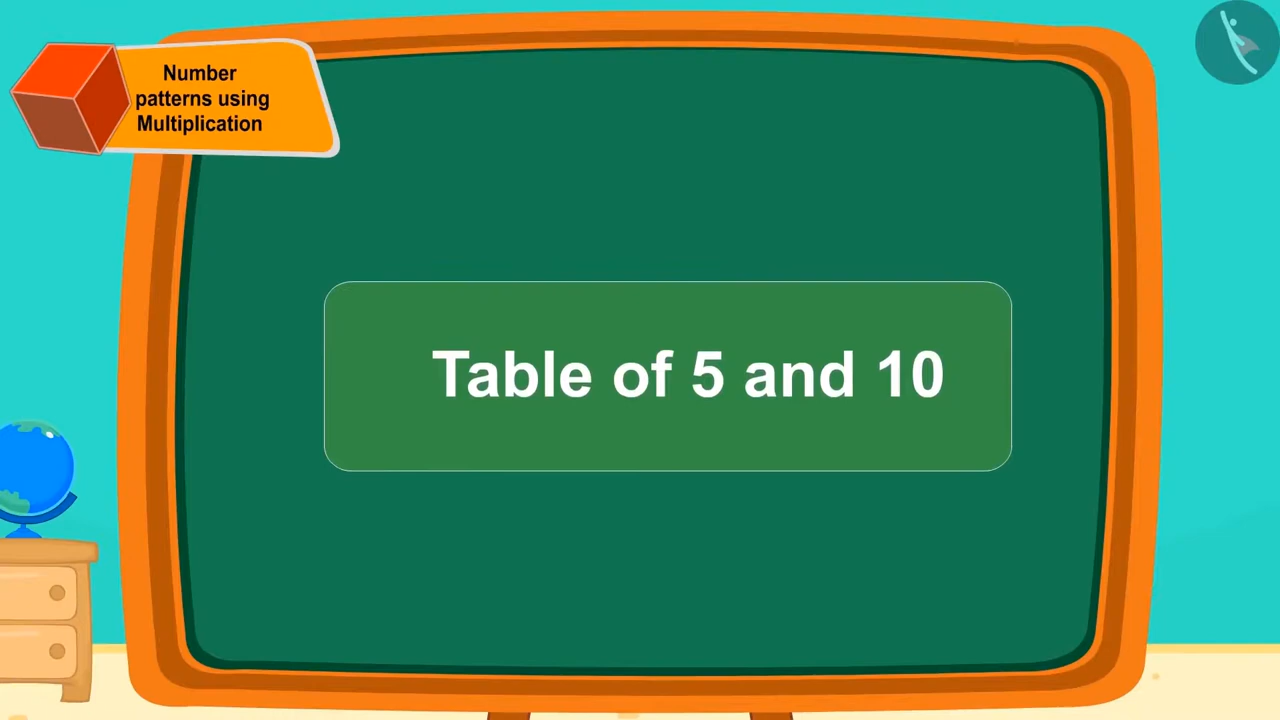 Number
patterns using
Multiplication
Table of 5 and 10